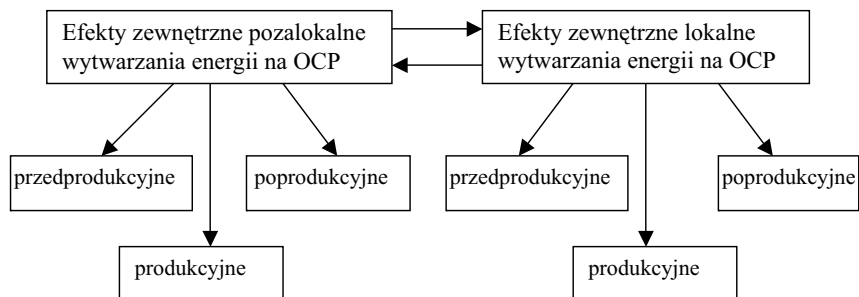 Efekty zewnętrzne pozalokalne
wytwarzania energii na OCP
Efekty zewnętrzne lokalne
wytwarzania energii na OCP
przedprodukcyjne
poprodukcyjne
przedprodukcyjne
poprodukcyjne
produkcyjne
produkcyjne